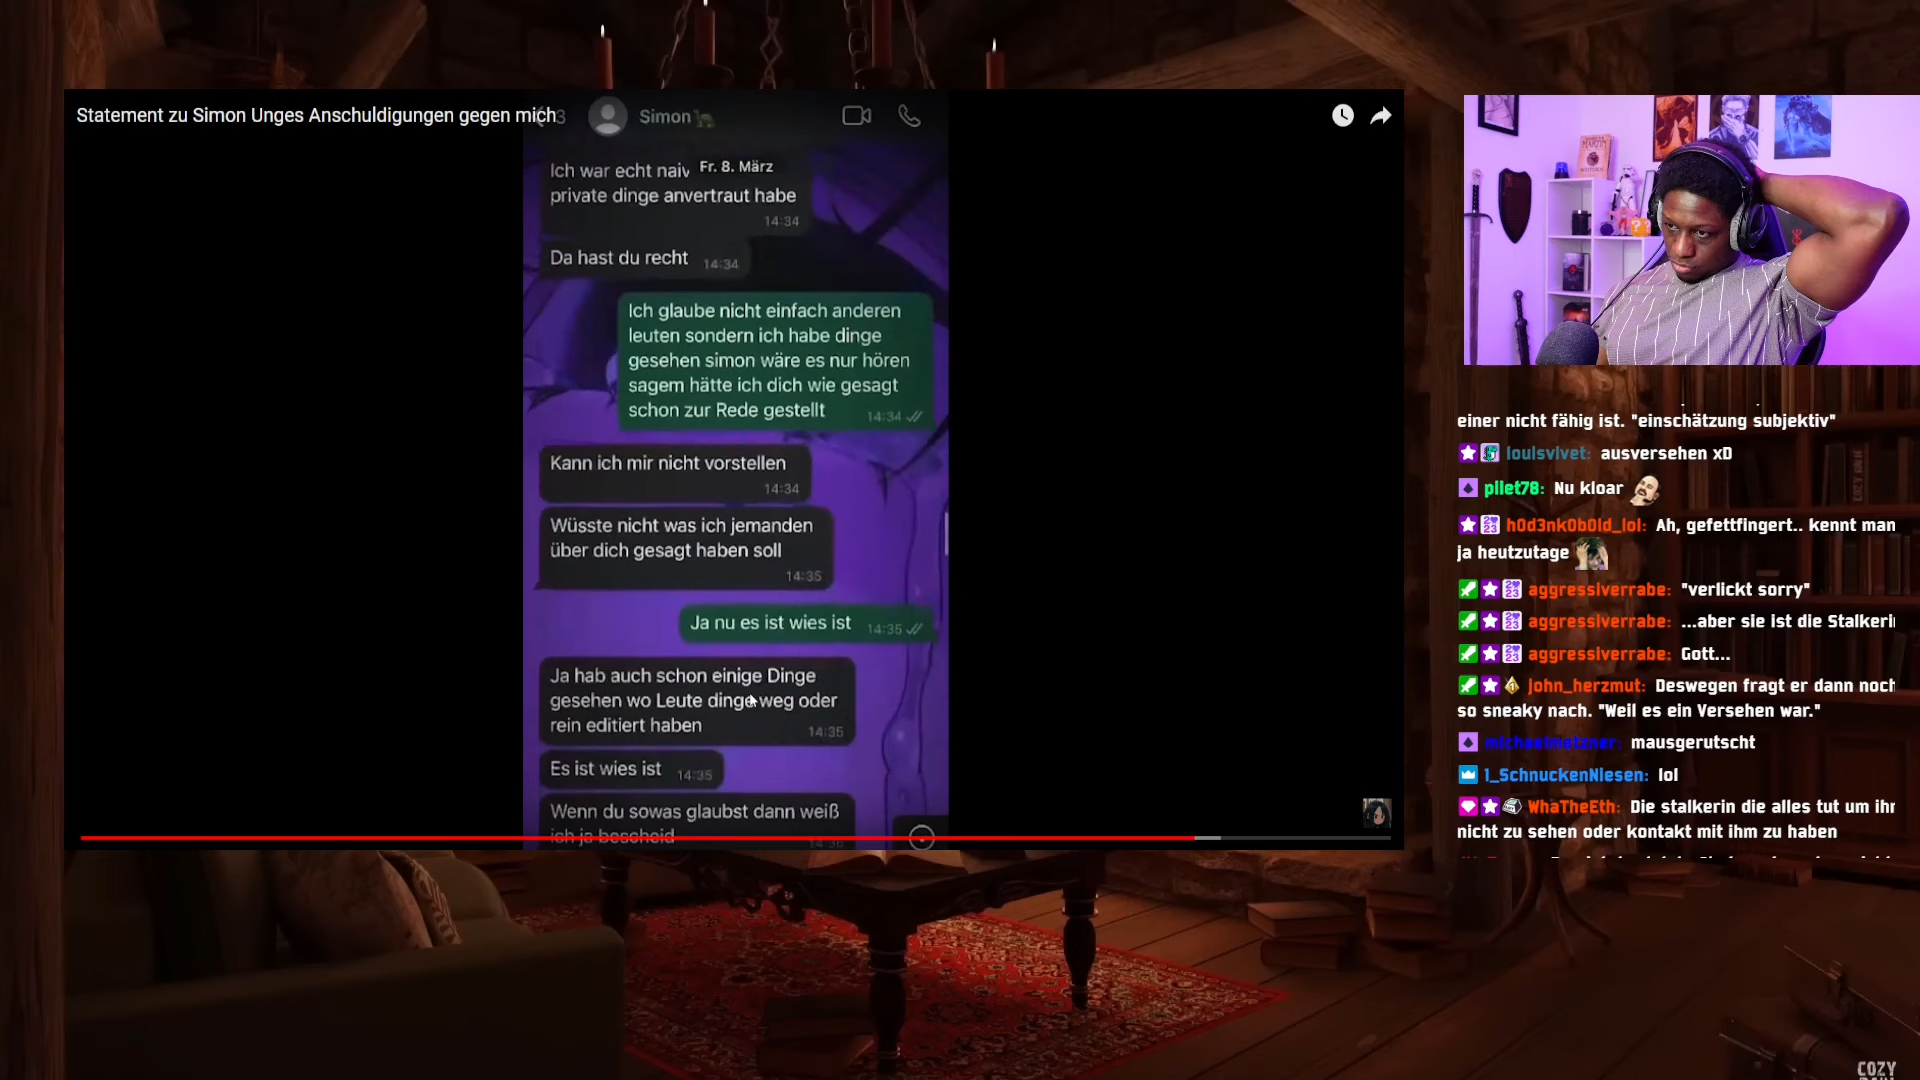 Statement zu Simon Unges Anschuldigungen gegen mich
3
Simon
Fr. 8. März
Ich war echt naiv
private dinge anvertraut habe
14:34
Da hast du recht 14:34
Ich glaube nicht einfach anderen
leuten sondern ich habe dinge
gesehen simon wäre es nur hören
sagem hätte ich dich wie gesagt
schon zur Rede gestellt 14:34
Kann ich mir nicht vorstellen
14:34
Wüsste nicht was ich jemanden
über dich gesagt haben soll
14:35
Ja nu es ist wies ist 14:35
Ja hab auch schon einige Dinge
gesehen wo Leute dinge weg oder
rein editiert haben 14:35
Es ist wies ist 14:35
Wenn du sowas glaubst dann weiß
ich ja bescheid
MARTIN
einer nicht fähig ist. "einschätzung subjektiv"
louisvivet: ausversehen xD
pilet78: Nu kloar
h0d3nk0b0ld_lol: Ah, gefettfingert.. kennt man
ja heutzutage
aggressiverrabe: "verlickt sorry"
aggressiverrabe: ...aber sie ist die Stalkeri
aggressiverrabe: Gott...
john_herzmut: Deswegen fragt er dann noch
so sneaky nach. "Weil es ein Versehen war."
michaelmetzner: mausgerutscht
1_SchnuckenNiesen: lol
WhaTheEth: Die stalkerin die alles tut um ihn
nicht zu sehen oder kontakt mit ihm zu haben
COZY